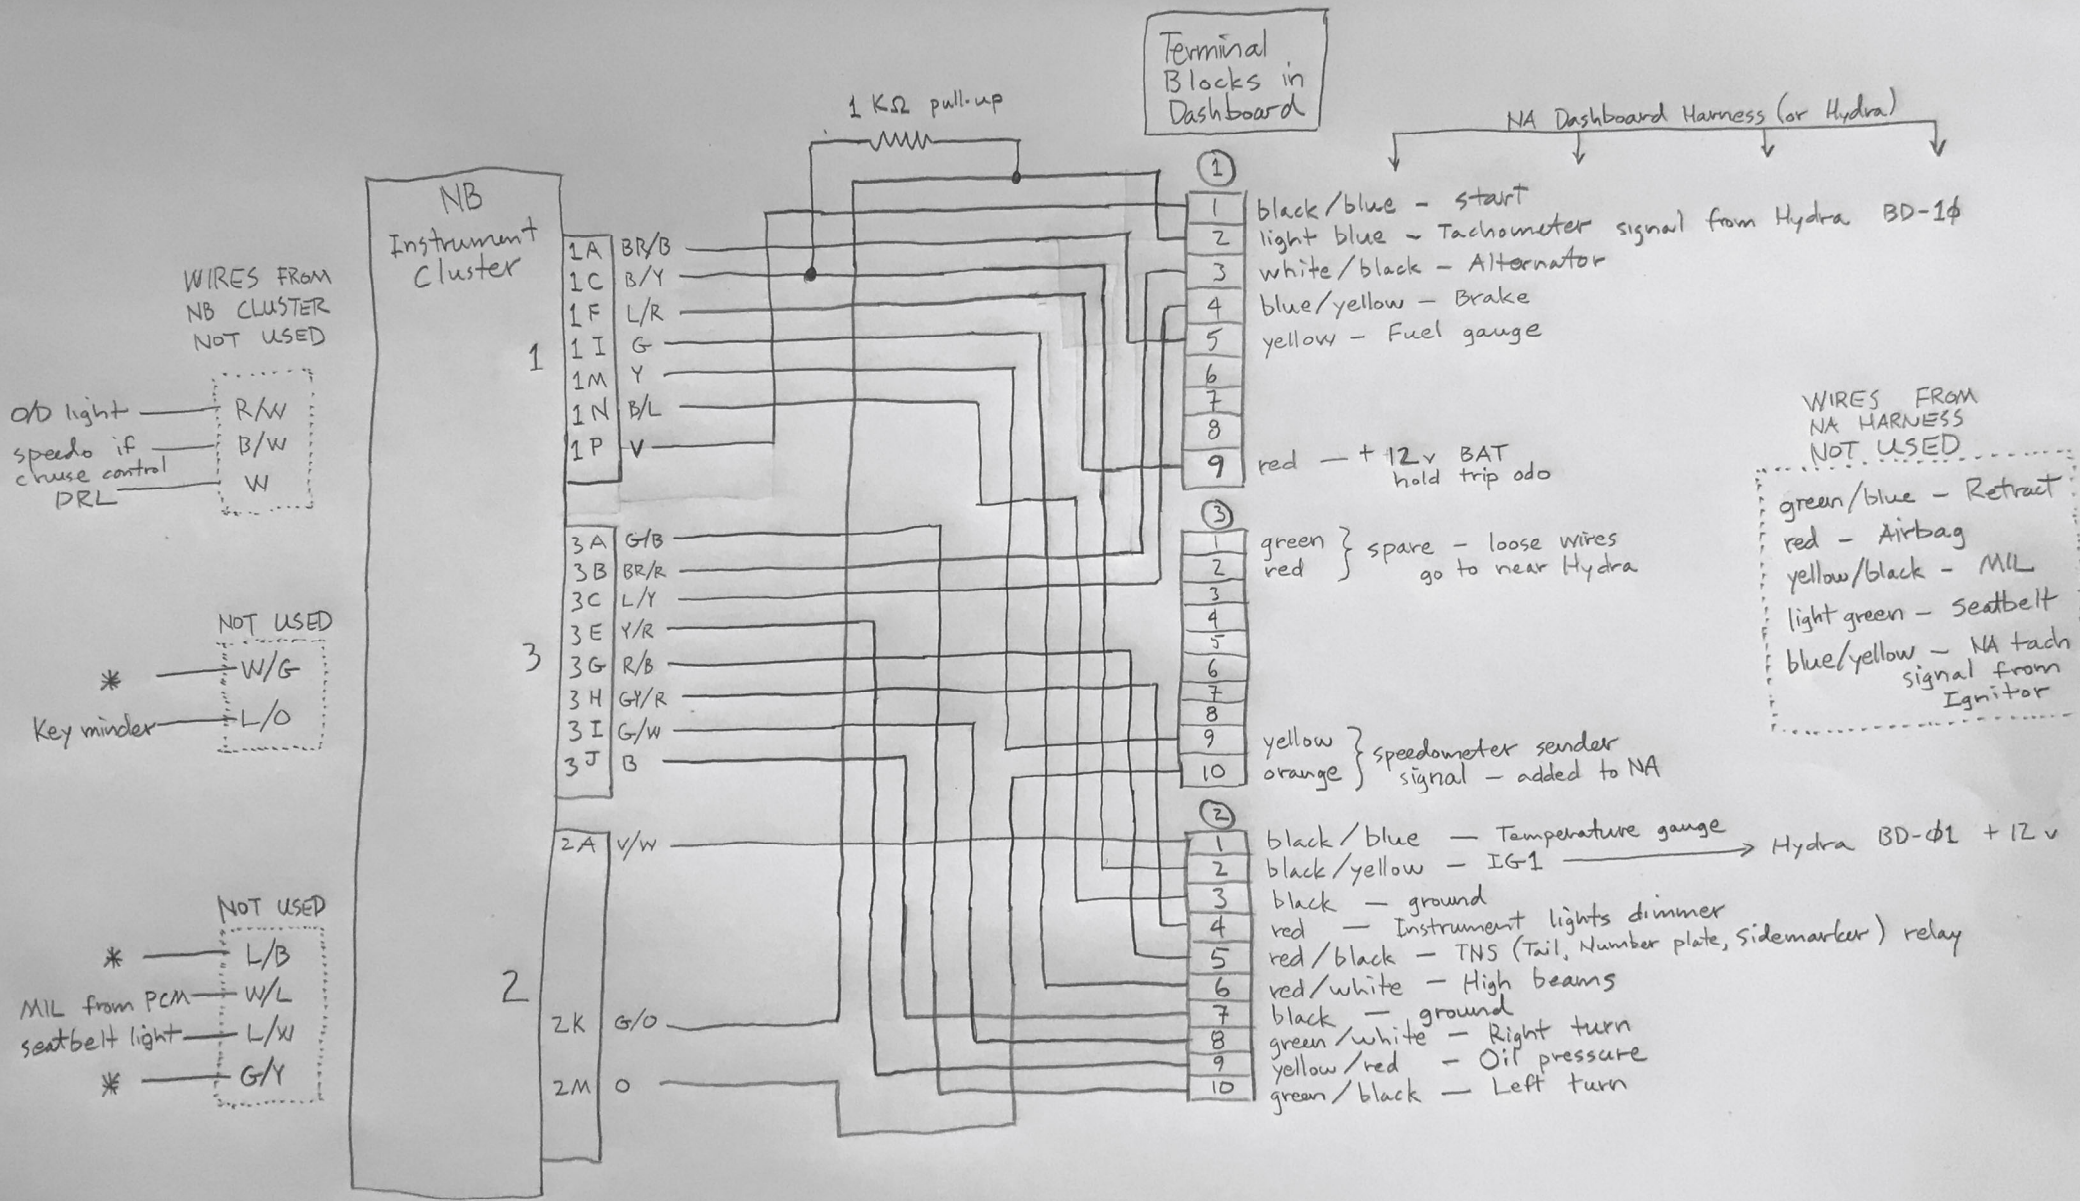 Terminal
Blocks in
Dashboard
1 KΩ pull-up
NA Dashboard Harness (or Hydra)
NB
Instrument
Cluster
WIRES FROM
NB CLUSTER
NOT USED
O/D light R/W
speedo if B/W
cruse control
DRL W
NOT USED
* W/G
Key minder L/O
NOT USED
* L/B
MIL from PCM W/L
seatbelt light L/W
* G/Y
1
1A BR/B
1C B/Y
1F L/R
1I G
1M Y
1N B/L
1P V
3
3A G/B
3B BR/R
3C L/Y
3E Y/R
3G R/B
3H GY/R
3I G/W
3J B
2
2A V/W
2K G/O
2M O
1
1 black/blue - start
2 light blue - Tachometer signal from Hydra BD-1ϕ
3 white/black - Alternator
4 blue/yellow - Brake
5 yellow - Fuel gauge
6
7
8
9 red - + 12v BAT
hold trip odo
3
1 green } spare - loose wires
2 red go to near Hydra
3
4
5
6
7
8
9 yellow } speedometer sender
10 orange signal - added to NA
2
1 black/blue - Temperature gauge
2 black/yellow - IG1 → Hydra BD-ϕ1 + 12 v
3 black - ground
4 red - Instrument lights dimmer
5 red/black - TNS (Tail, Number plate, Sidemarker) relay
6 red/white - High beams
7 black - ground
8 green/white - Right turn
9 yellow/red - Oil pressure
10 green/black - Left turn
WIRES FROM
NA HARNESS
NOT USED
green/blue - Retract
red - Airbag
yellow/black - MIL
light green - seatbelt
blue/yellow - NA tach
signal from
Ignitor